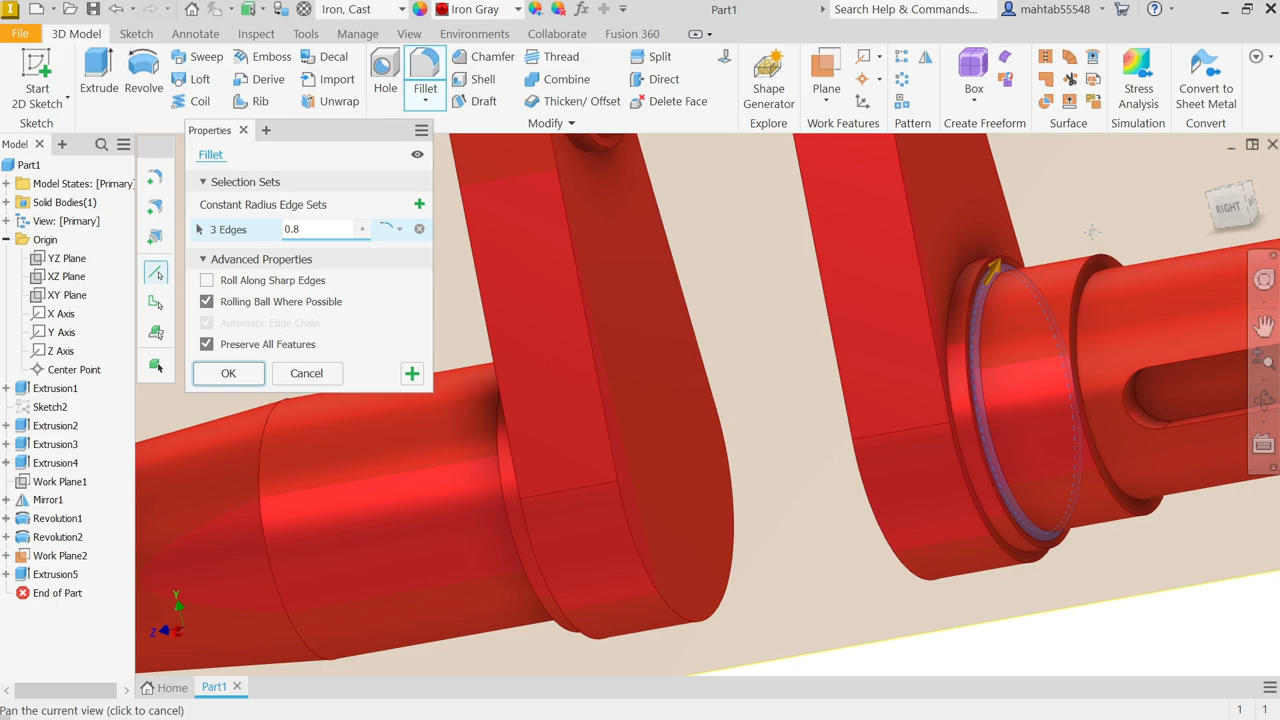 Iron, Cast
Iron Gray
Part1
Search Help & Commands...
mahtab55548
File
3D Model
Sketch
Annotate
Inspect
Tools
Manage
View
Environments
Collaborate
Fusion 360
Start
2D Sketch
Extrude
Revolve
Sweep
Loft
Coil
Emboss
Derive
Rib
Decal
Import
Unwrap
Hole
Fillet
Chamfer
Shell
Draft
Thread
Combine
Thicken/ Offset
Split
Direct
Delete Face
Shape
Generator
Plane
Box
Stress
Analysis
Convert to
Sheet Metal
Sketch
Modify
Explore
Work Features
Pattern
Create Freeform
Surface
Simulation
Convert
Model
Part1
Model States: [Primary]
Solid Bodies(1)
View: [Primary]
Origin
YZ Plane
XZ Plane
XY Plane
X Axis
Y Axis
Z Axis
Center Point
Extrusion1
Sketch2
Extrusion2
Extrusion3
Extrusion4
Work Plane1
Mirror1
Revolution1
Revolution2
Work Plane2
Extrusion5
End of Part
Properties
Fillet
Selection Sets
Constant Radius Edge Sets
3 Edges
0.8
Advanced Properties
Roll Along Sharp Edges
Rolling Ball Where Possible
Automatic Edge Chain
Preserve All Features
OK
Cancel
RIGHT
Y
Z
Home
Part1
Pan the current view (click to cancel)
1
1